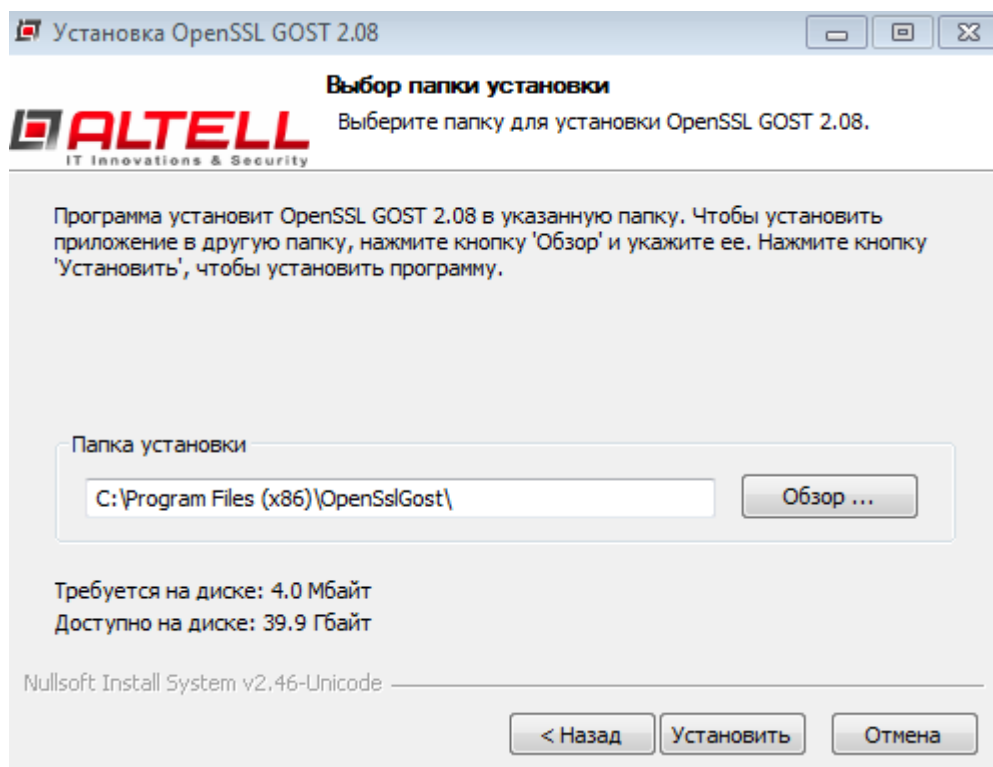 Установка OpenSSL GOST 2.08
Выбор папки установки
Выберите папку для установки OpenSSL GOST 2.08.
ALTELL
IT Innovations & Security
Программа установит OpenSSL GOST 2.08 в указанную папку. Чтобы установить
приложение в другую папку, нажмите кнопку 'Обзор' и укажите ее. Нажмите кнопку
'Установить', чтобы установить программу.
Папка установки
C:\Program Files (x86)\OpenSslGost\
Обзор ...
Требуется на диске: 4.0 Мбайт
Доступно на диске: 39.9 Гбайт
Nullsoft Install System v2.46-Unicode
< Назад
Установить
Отмена